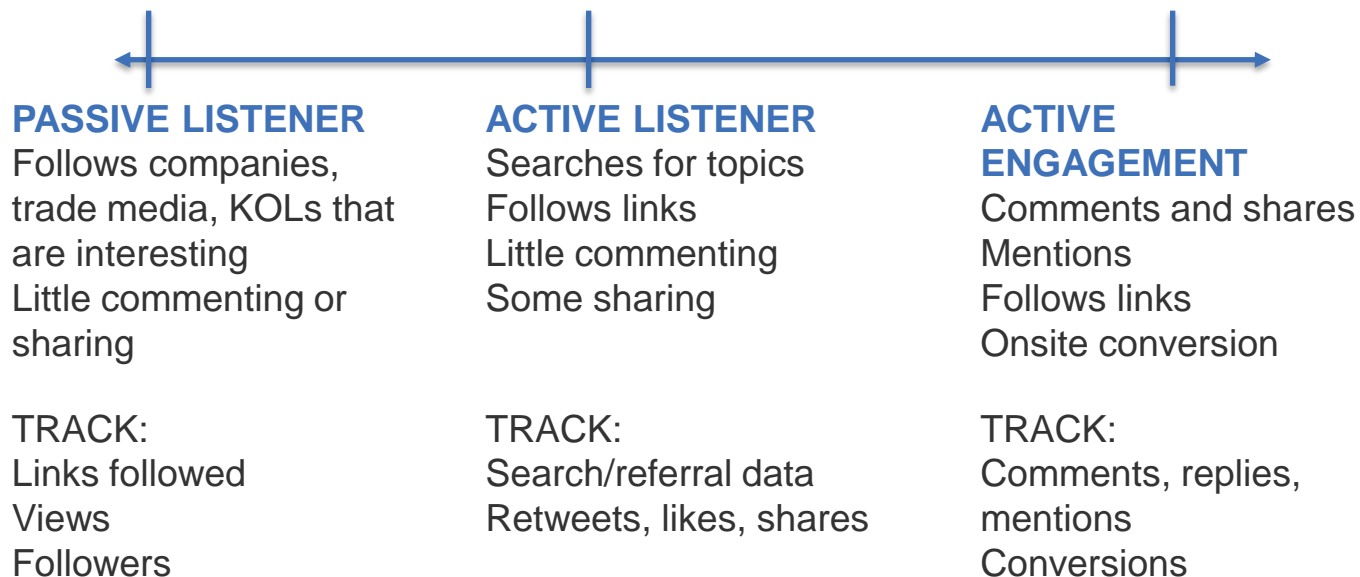 PASSIVE LISTENER
Follows companies,
trade media, KOLs that
are interesting
Little commenting or
sharing
TRACK:
Links followed
Views
Followers
ACTIVE LISTENER
Searches for topics
Follows links
Little commenting
Some sharing
TRACK:
Search/referral data
Retweets, likes, shares
ACTIVE
ENGAGEMENT
Comments and shares
Mentions
Follows links
Onsite conversion
TRACK:
Comments, replies,
mentions
Conversions